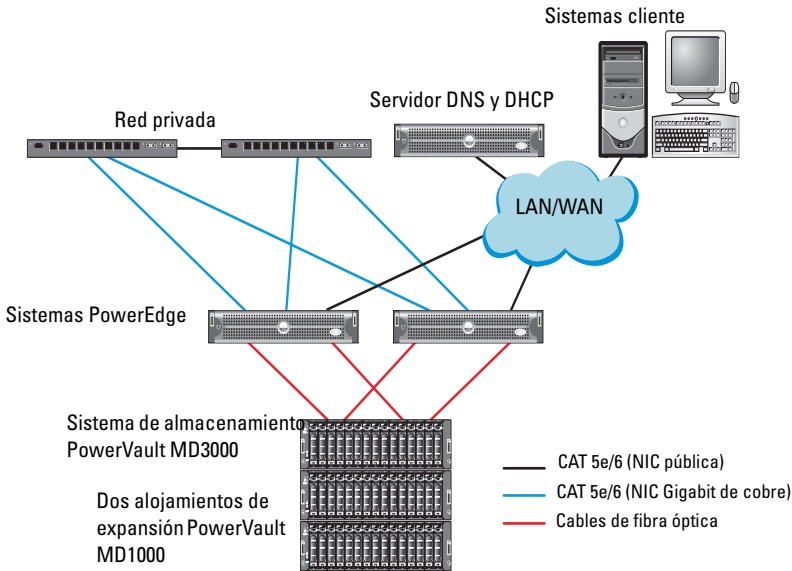 Sistemas cliente
Servidor DNS y DHCP
Red privada
LAN/WAN
Sistemas PowerEdge
Sistema de almacenamiento
PowerVault MD3000
Dos alojamientos de
expansión PowerVault
MD1000
CAT 5e/6 (NIC pública)
CAT 5e/6 (NIC Gigabit de cobre)
Cables de fibra óptica